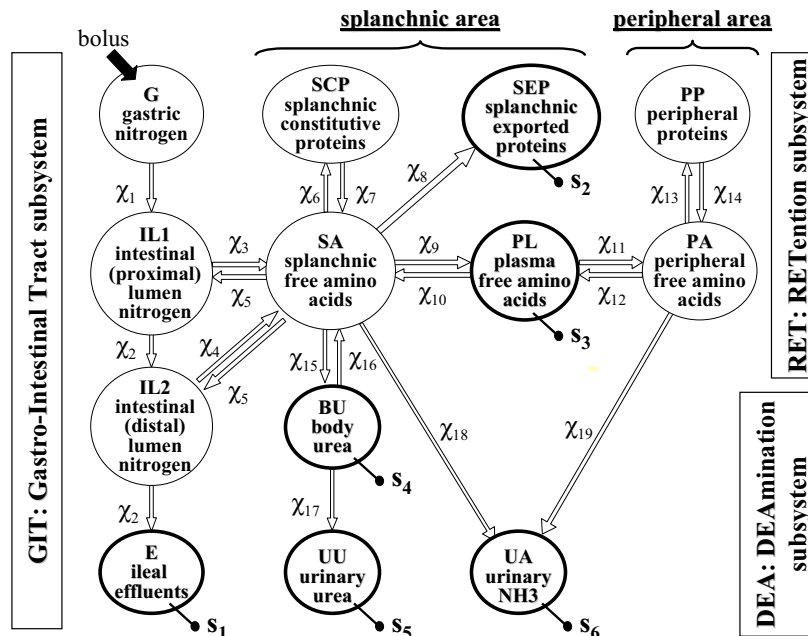 splanchnic area
peripheral area
bolus
GIT: Gastro-Intestinal Tract subsystem
G
gastric
nitrogen
SCP
splanchnic
constitutive
proteins
SEP
splanchnic
exported
proteins
s2
PP
peripheral
proteins
RET: RETention subsystem
χ1
χ6
χ7
χ8
χ13
χ14
IL1
intestinal
(proximal)
lumen
nitrogen
χ3
χ5
SA
splanchnic
free amino
acids
χ9
χ10
PL
plasma
free amino
acids
s3
χ11
χ12
PA
peripheral
free amino
acids
χ2
χ4
χ5
χ15
χ16
IL2
intestinal
(distal)
lumen
nitrogen
BU
body
urea
s4
χ18
χ19
DEA: DEAmination
subsystem
χ2
χ17
E
ileal
effluents
s1
UU
urinary
urea
s5
UA
urinary
NH3
s6